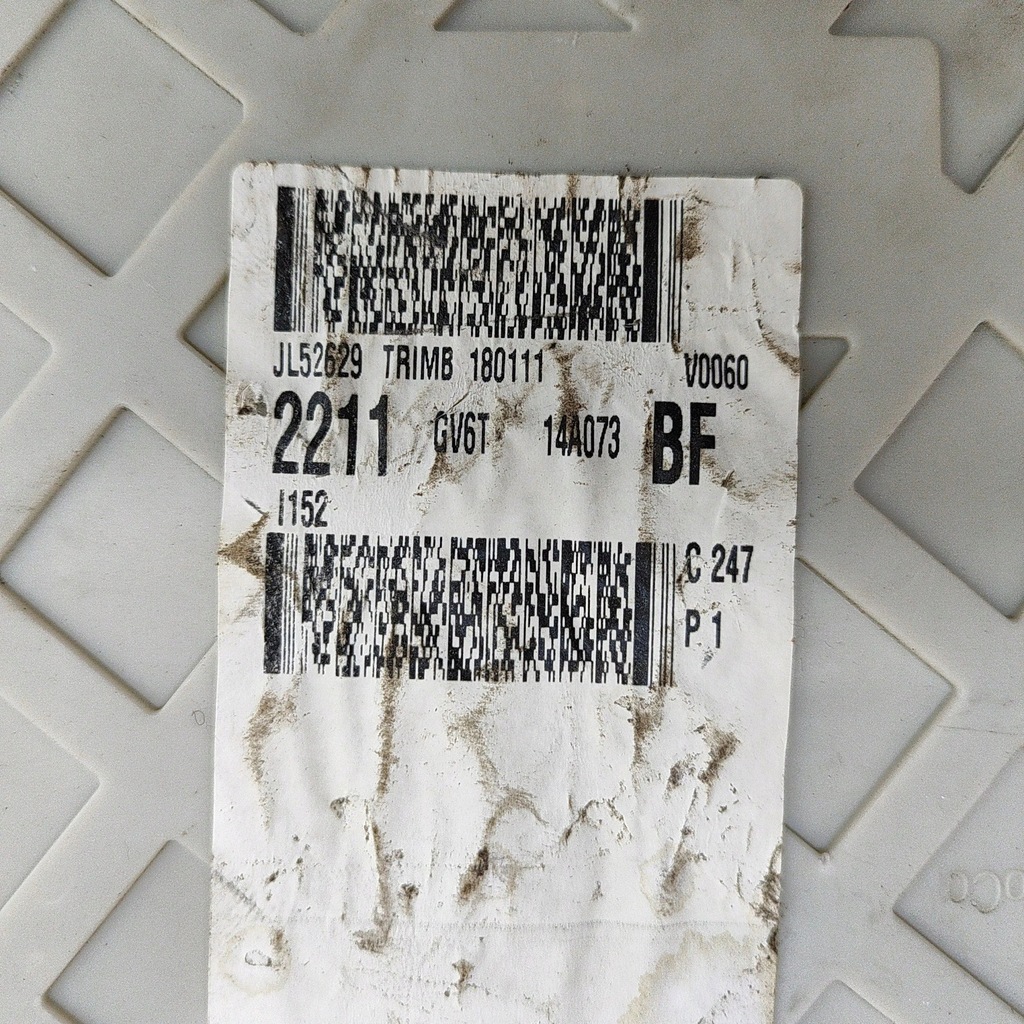 JL52629 TRIMB 180111 V0060
2211 GV6T 14A073 BF
I152
C 247
P 1